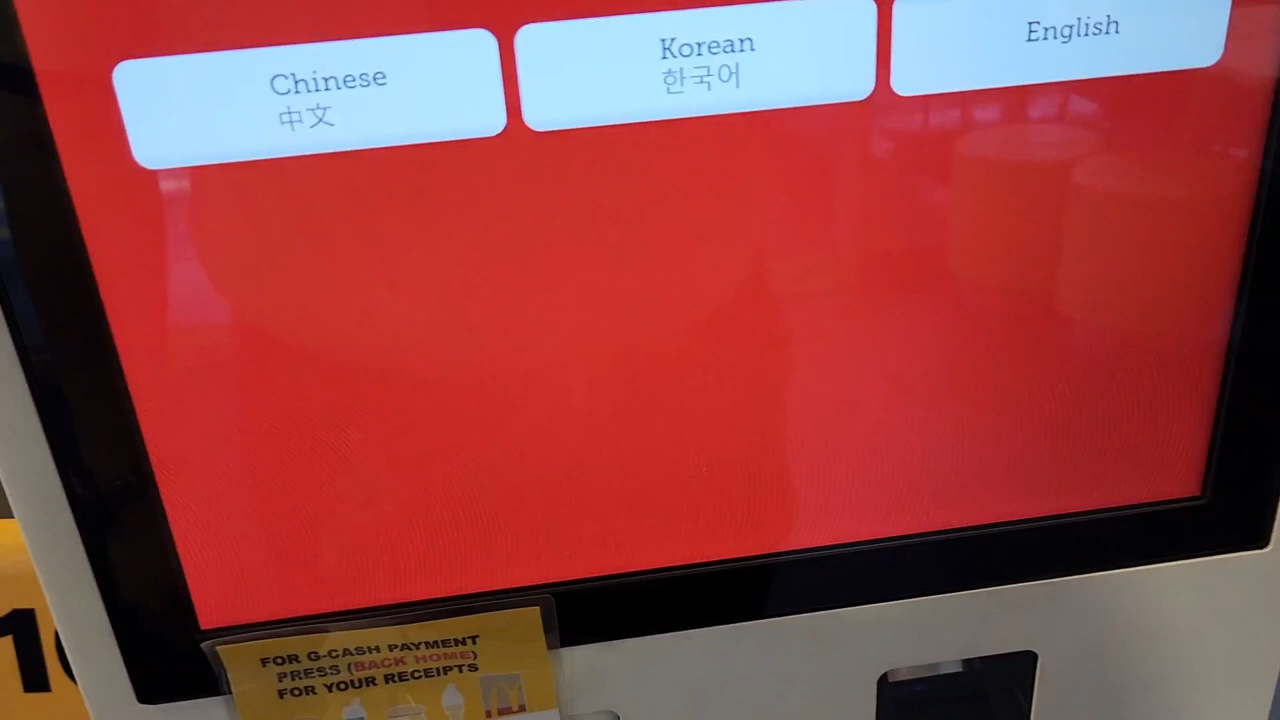 Chinese
中文
Korean
한국어
English
FOR G-CASH PAYMENT
PRESS (BACK HOME)
FOR YOUR RECEIPTS